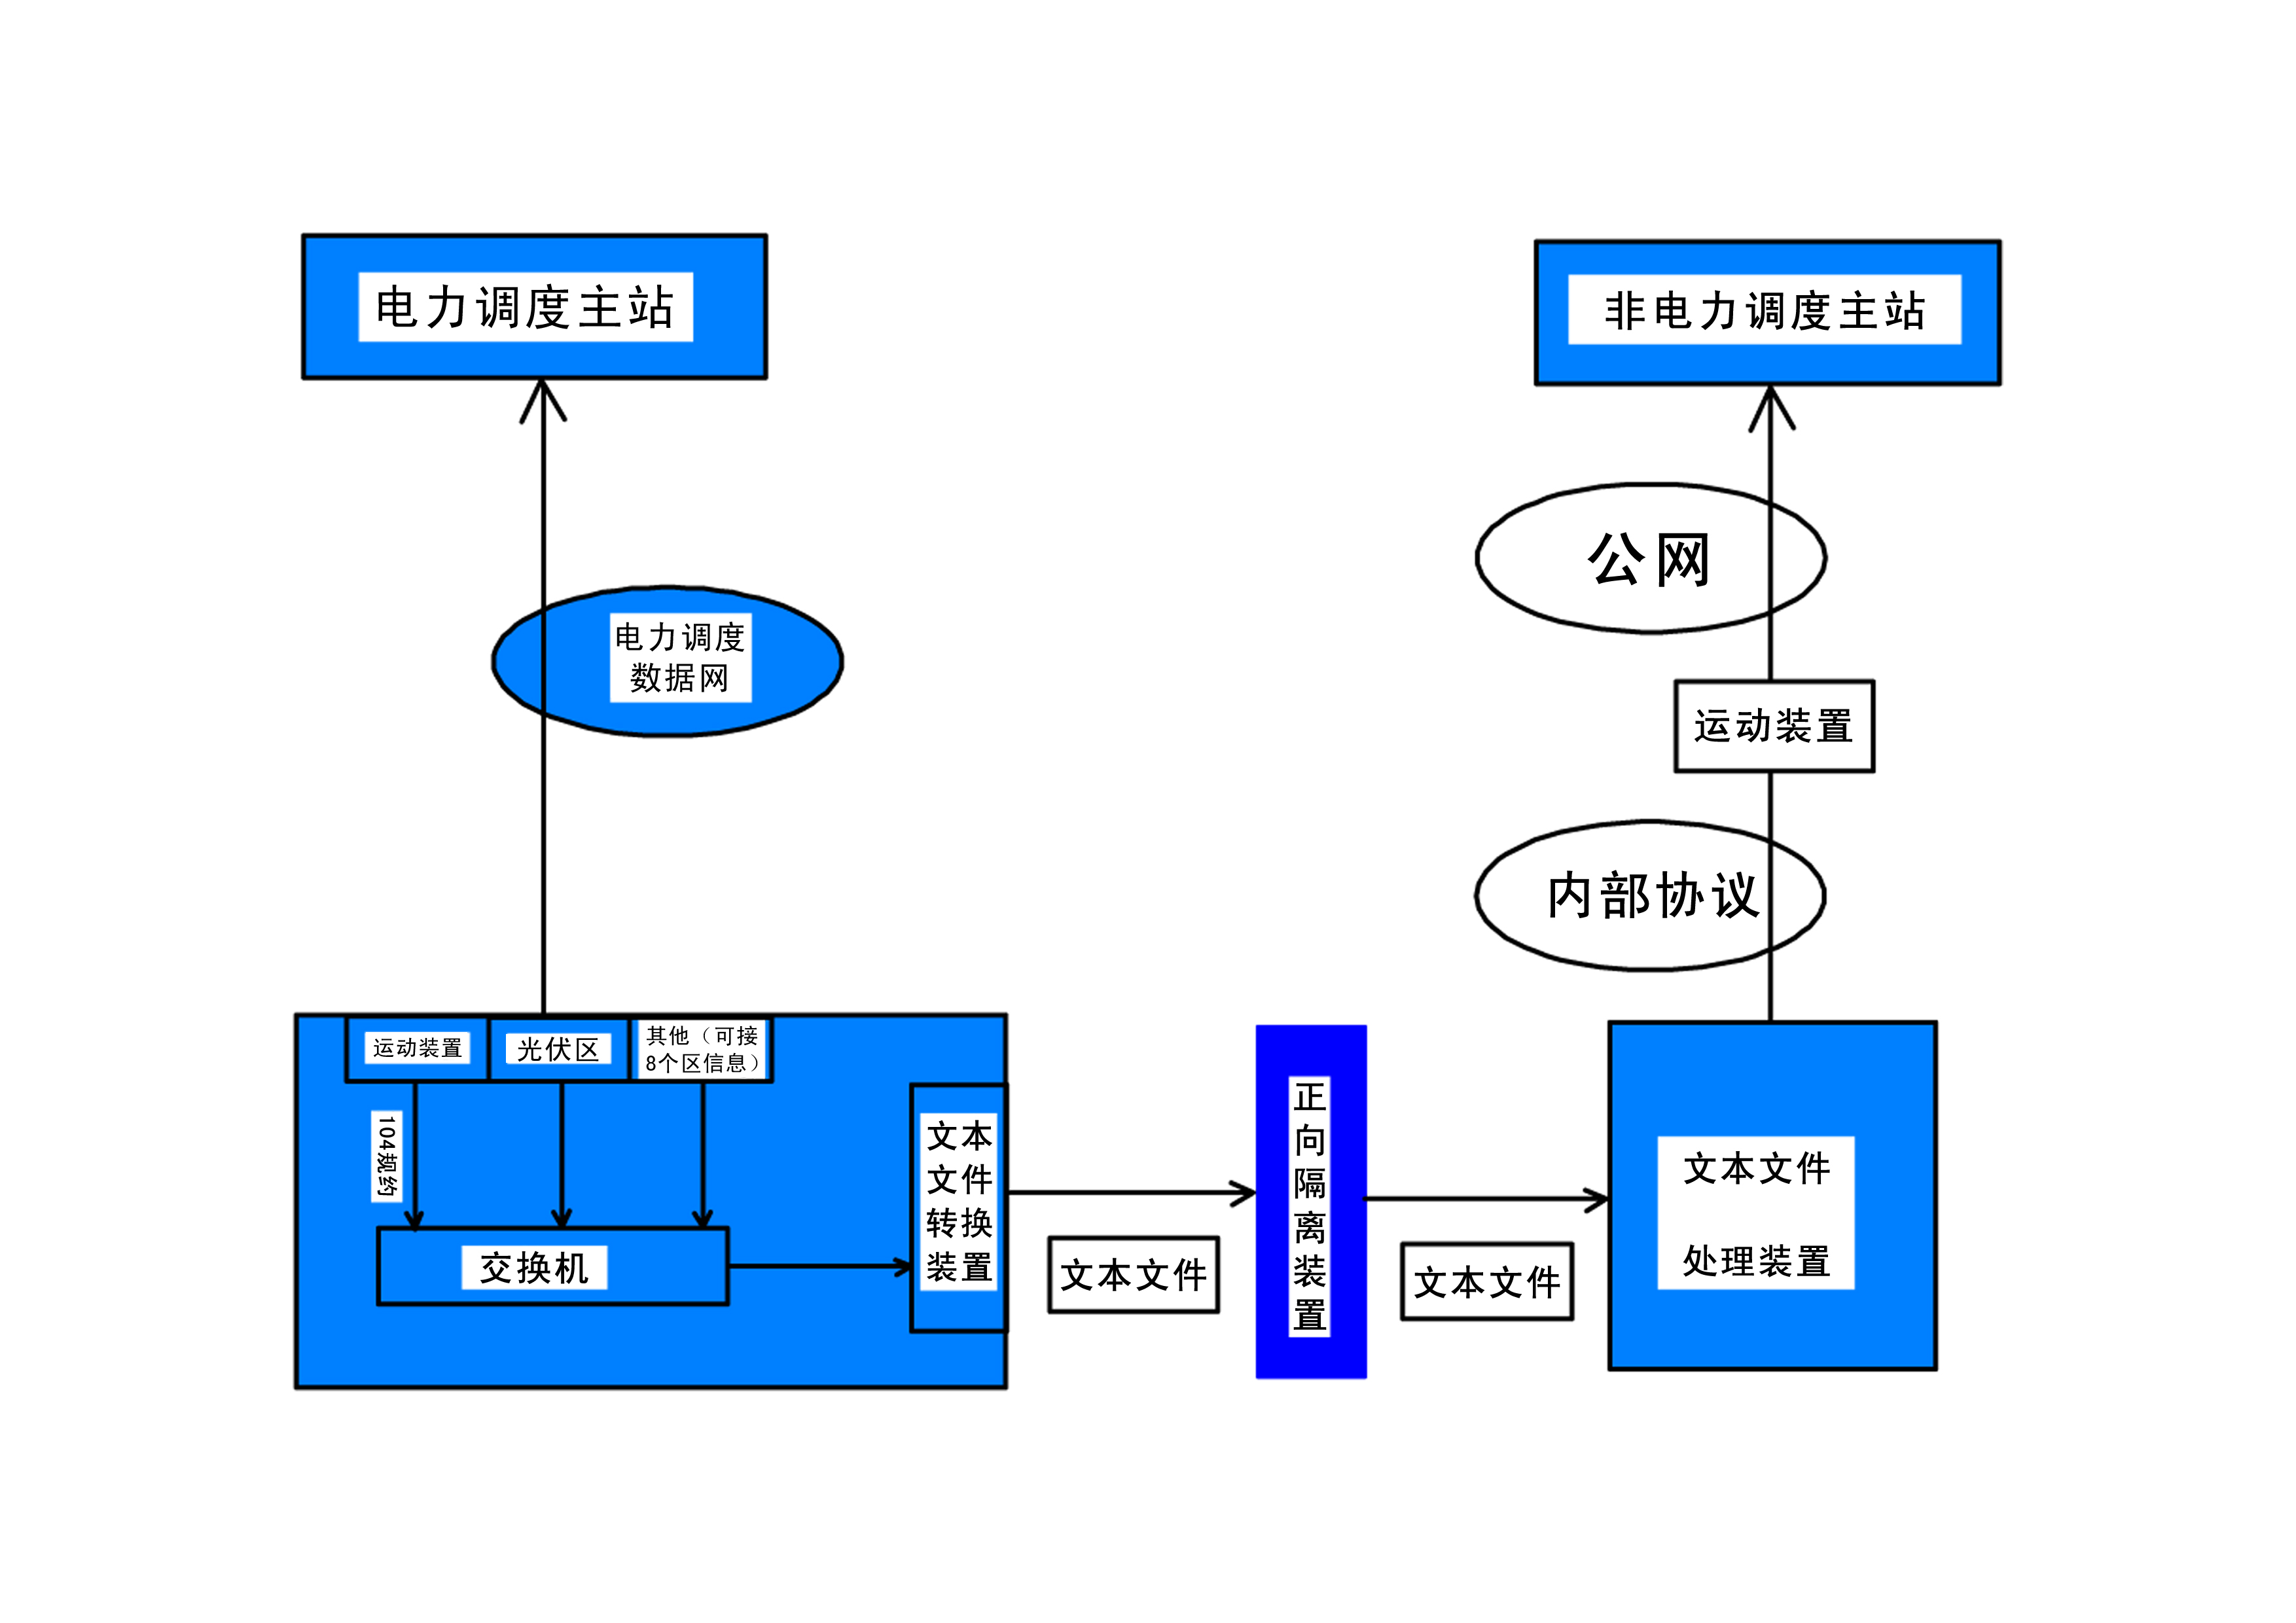 电力调度主站
非电力调度主站
公网
电力调度
数据网
运动装置
内部协议
运动装置
光伏区
其他（可接
8个区信息）
104规约
交换机
文本
文件
转换
装置
文本文件
正向隔离装置
文本文件
文本文件
处理装置